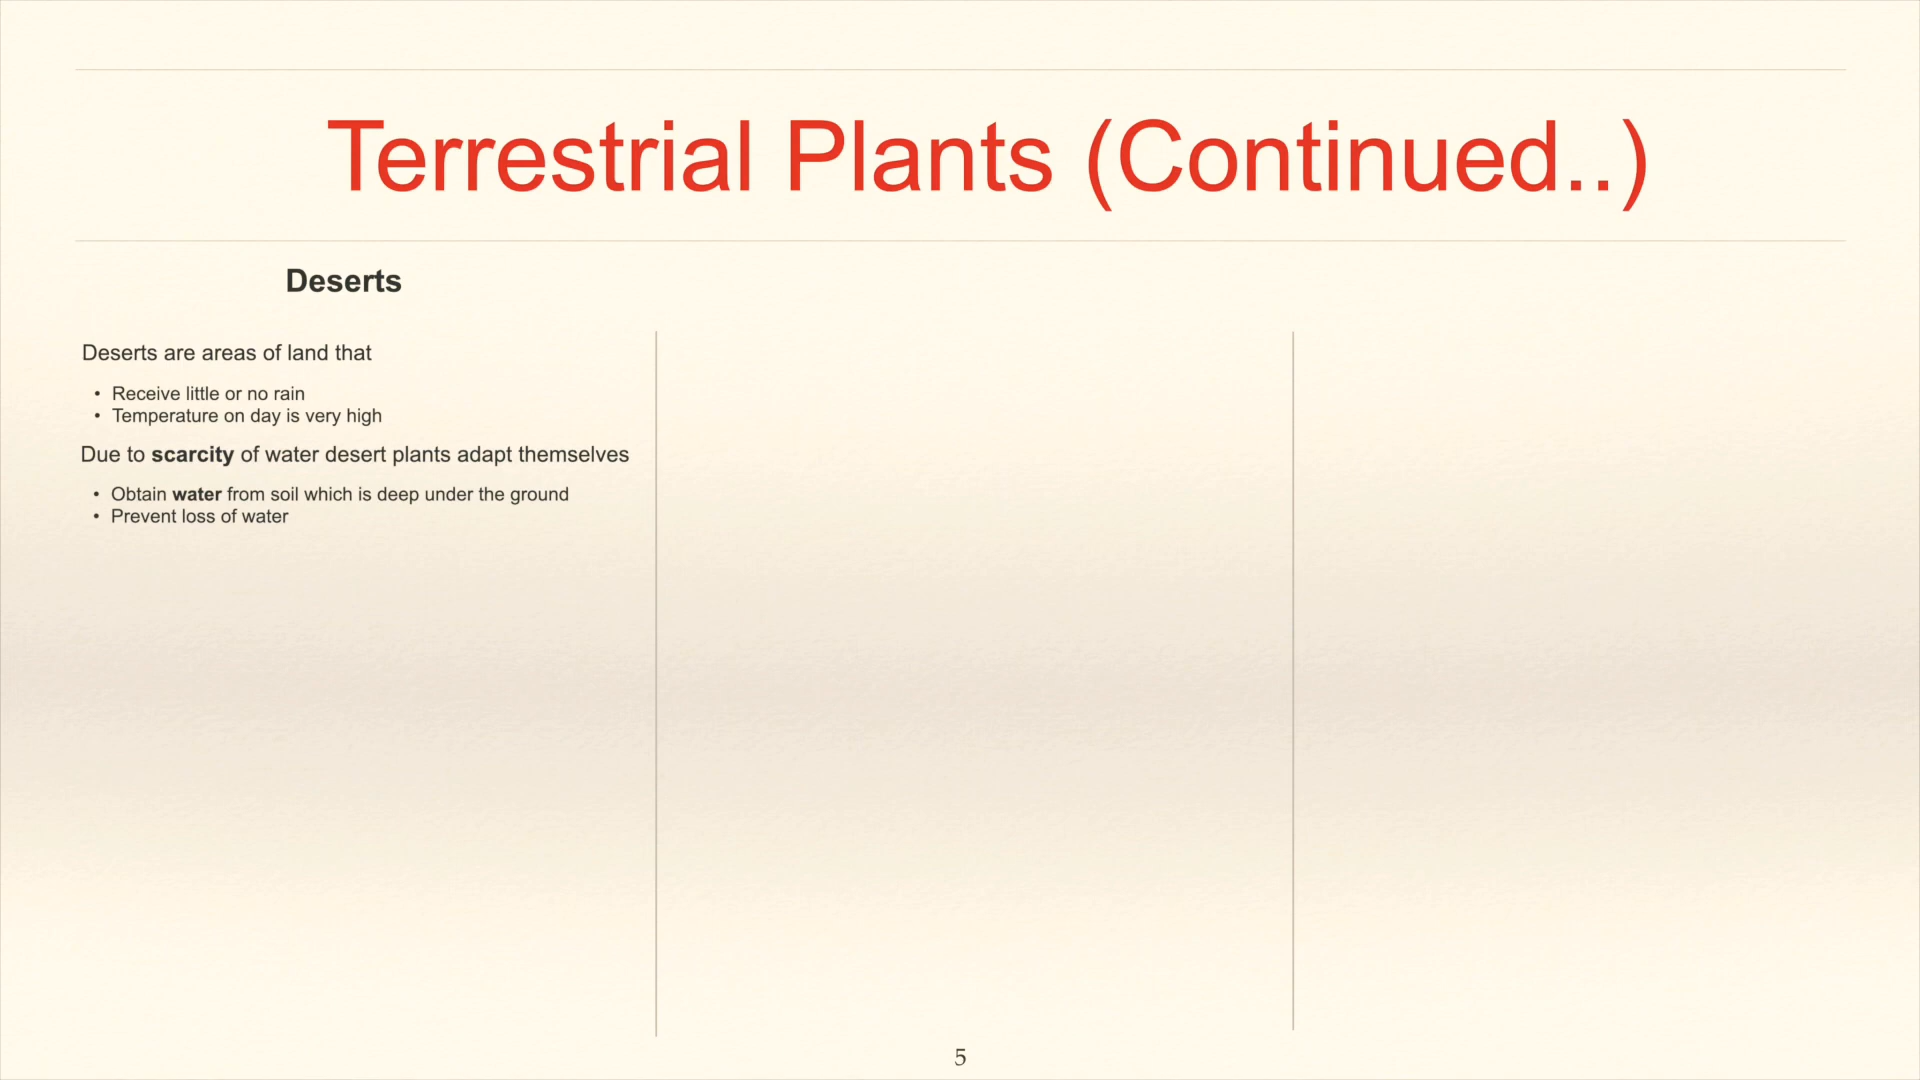 Terrestrial Plants (Continued..)
Deserts
Deserts are areas of land that
• Receive little or no rain
• Temperature on day is very high
Due to scarcity of water desert plants adapt themselves
• Obtain water from soil which is deep under the ground
• Prevent loss of water
5